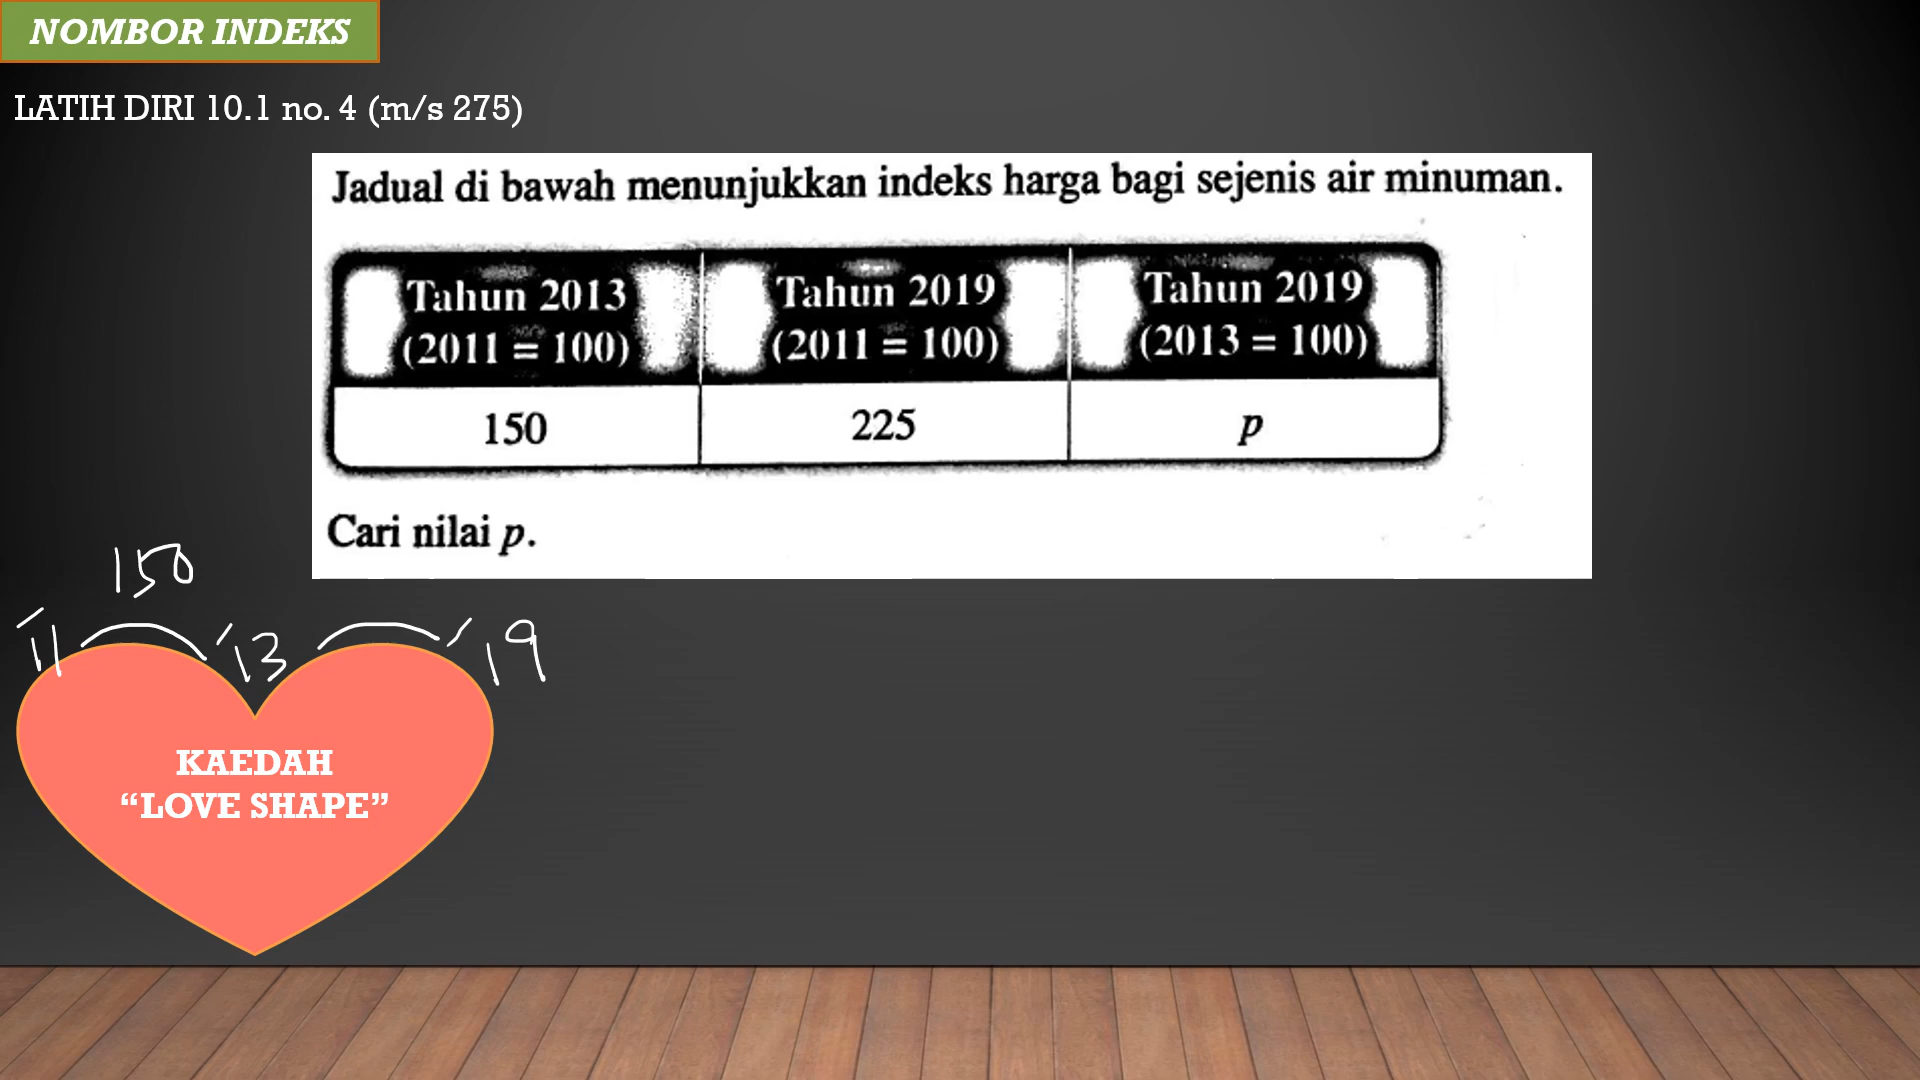 NOMBOR INDEKS
LATIH DIRI 10.1 no. 4 (m/s 275)
Jadual di bawah menunjukkan indeks harga bagi sejenis air minuman.
Tahun 2013
(2011 = 100)
Tahun 2019
(2011 = 100)
Tahun 2019
(2013 = 100)
150
225
p
Cari nilai p.
150
'11
'13
'19
KAEDAH
“LOVE SHAPE”